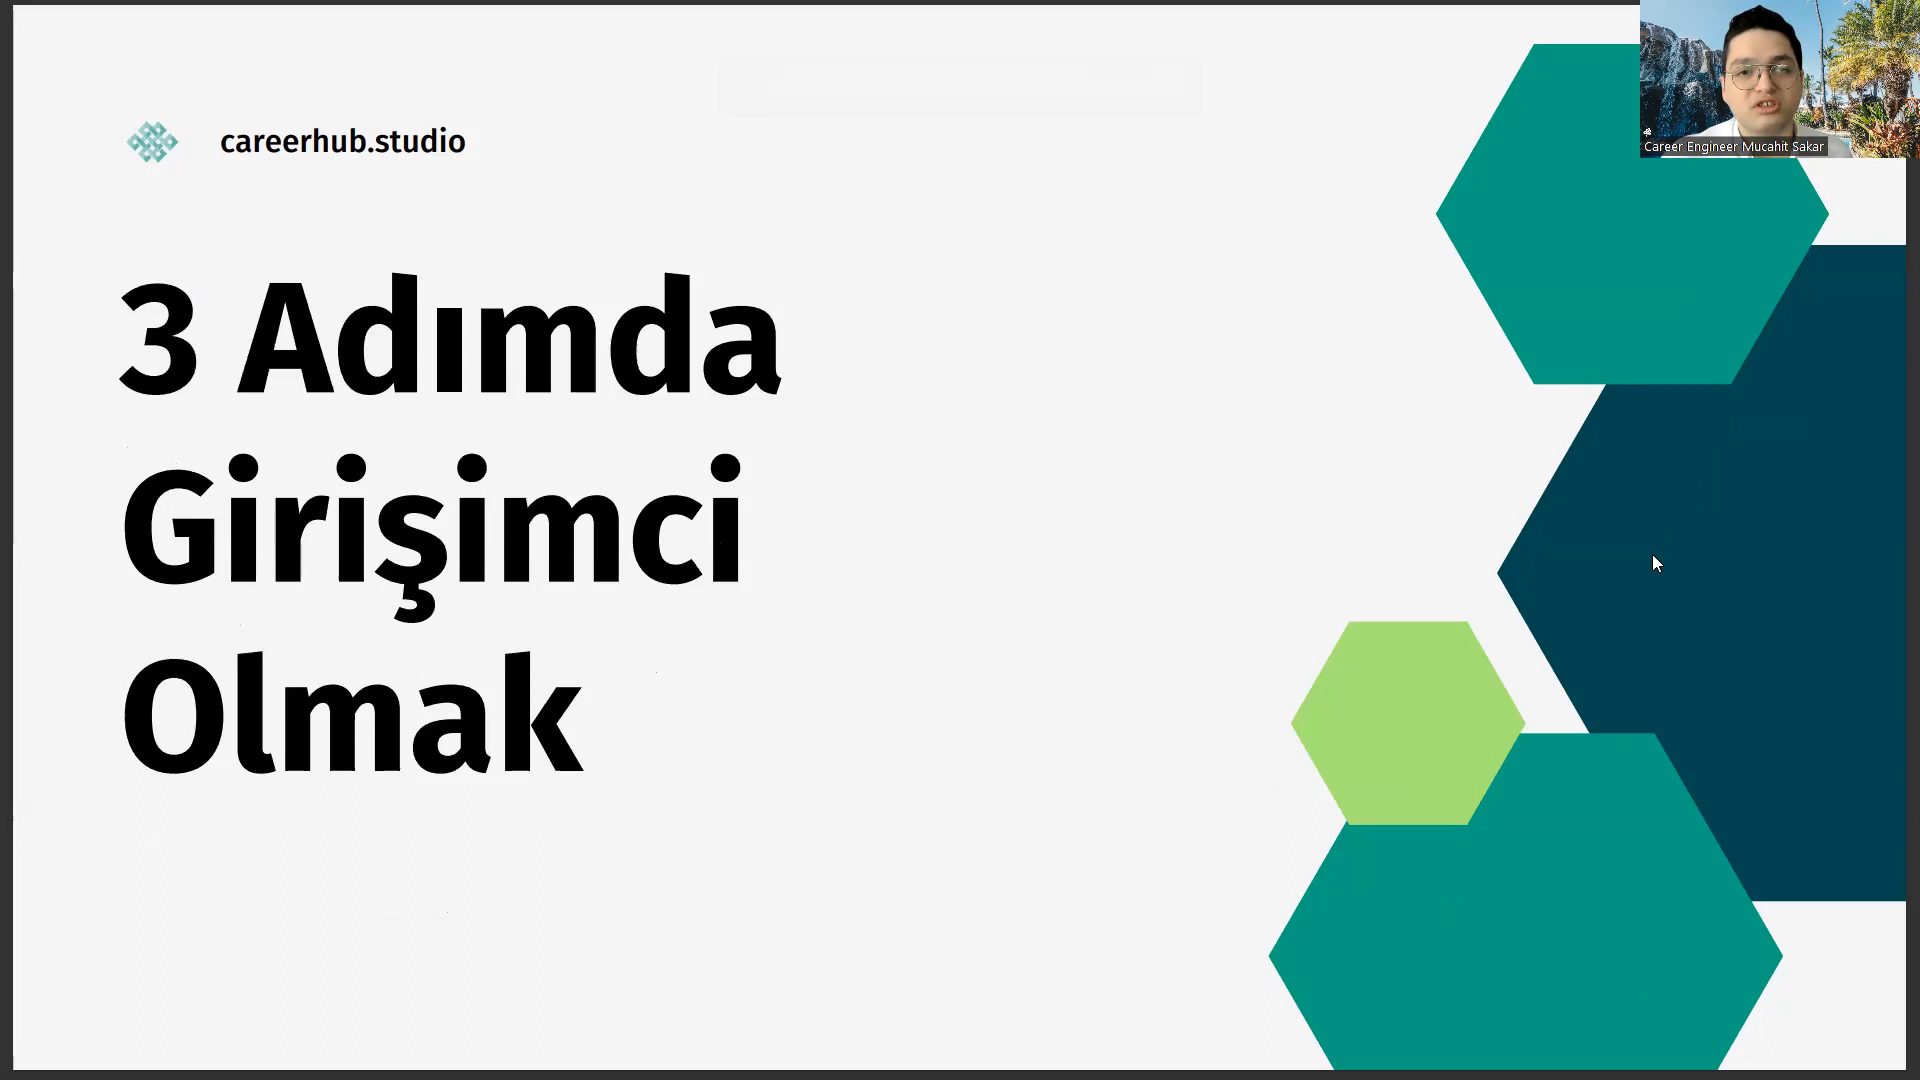 careerhub.studio
3 Adımda
Girişimci
Olmak
Career Engineer Mucahit Sakar